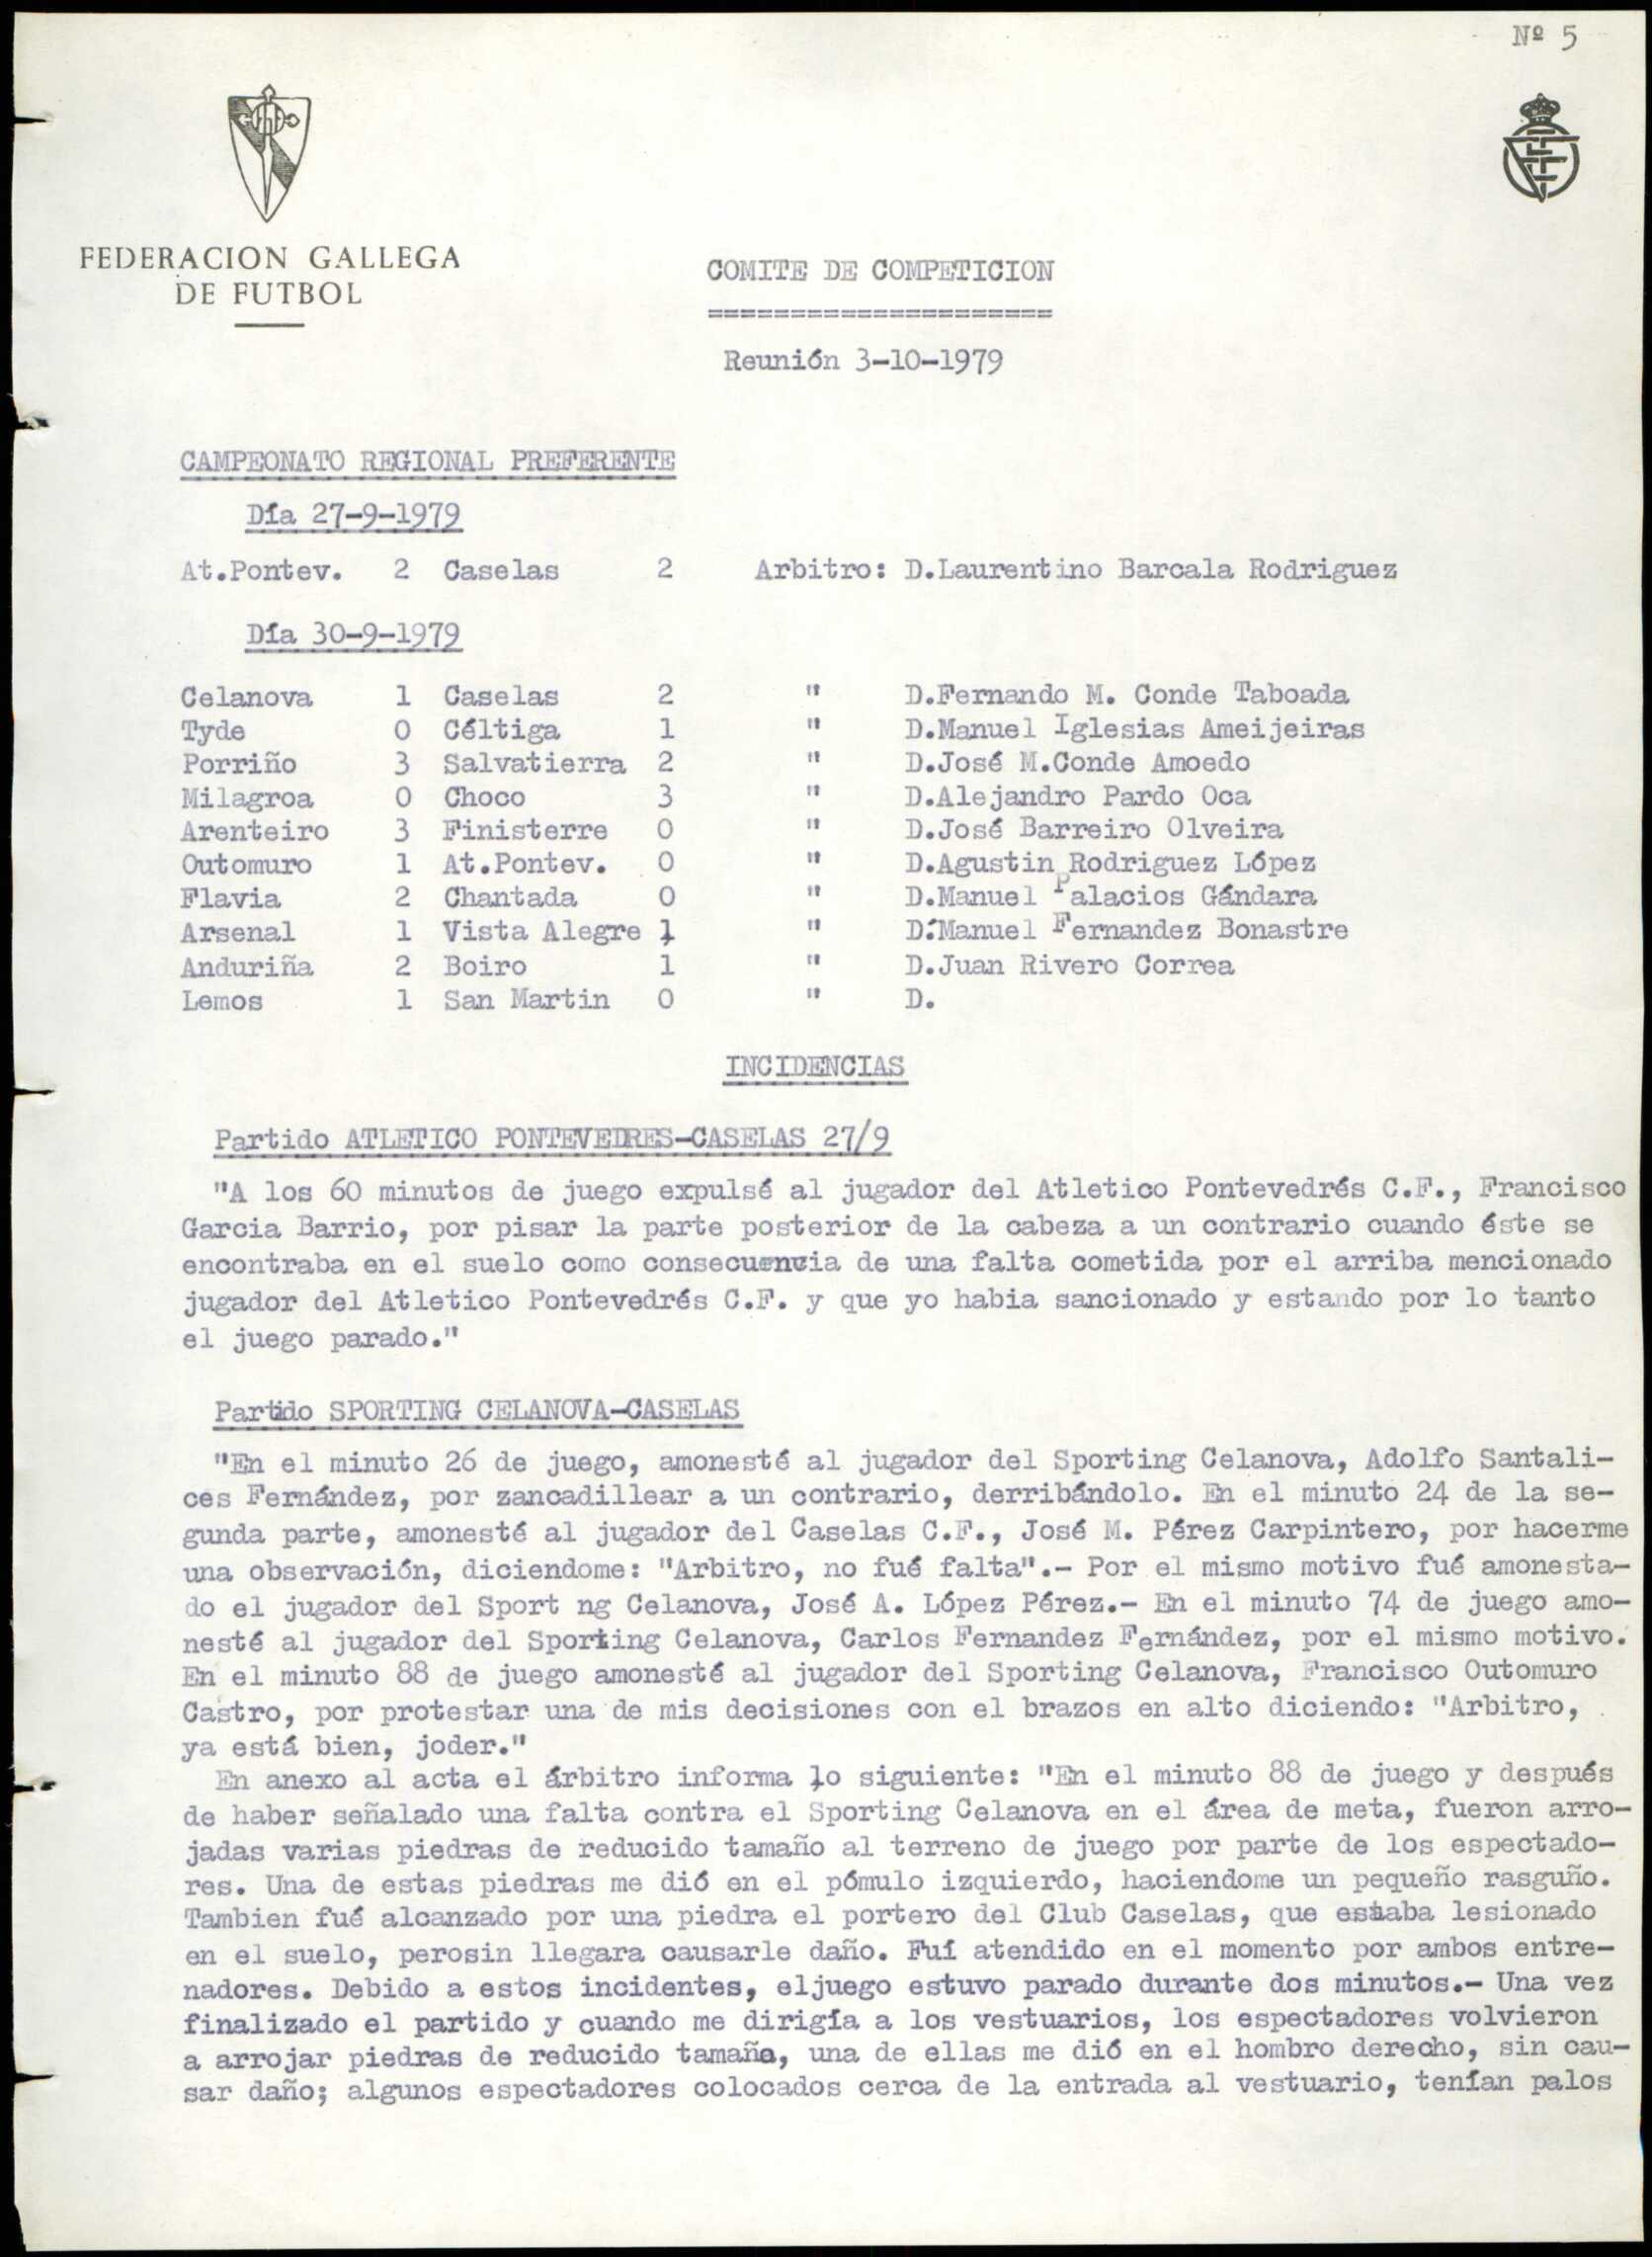 Nº 5
FEDERACION GALLEGA
DE FUTBOL
COMITE DE COMPETICION
=====================
Reunión 3-10-1979
CAMPEONATO REGIONAL PREFERENTE
Día 27-9-1979
At.Pontev. 2 Caselas 2 Arbitro: D.Laurentino Barcala Rodriguez
Día 30-9-1979
Celanova 1 Caselas 2 " D.Fernando M. Conde Taboada
Tyde 0 Céltiga 1 " D.Manuel Iglesias Ameijeiras
Porriño 3 Salvatierra 2 " D.José M.Conde Amoedo
Milagroa 0 Choco 3 " D.Alejandro Pardo Oca
Arenteiro 3 Finisterre 0 " D.José Barreiro Olveira
Outomuro 1 At.Pontev. 0 " D.Agustin Rodriguez López
Flavia 2 Chantada 0 " D.Manuel Palacios Gándara
Arsenal 1 Vista Alegre 1 " D.Manuel Fernandez Bonastre
Anduriña 2 Boiro 1 " D.Juan Rivero Correa
Lemos 1 San Martin 0 " D.
INCIDENCIAS
Partido ATLETICO PONTEVEDRES-CASELAS 27/9
"A los 60 minutos de juego expulsé al jugador del Atletico Pontevedrés C.F., Francisco
Garcia Barrio, por pisar la parte posterior de la cabeza a un contrario cuando éste se
encontraba en el suelo como consecuencia de una falta cometida por el arriba mencionado
jugador del Atletico Pontevedrés C.F. y que yo habia sancionado y estando por lo tanto
el juego parado."
Partido SPORTING CELANOVA-CASELAS
"En el minuto 26 de juego, amonesté al jugador del Sporting Celanova, Adolfo Santali-
ces Fernández, por zancadillear a un contrario, derribándolo. En el minuto 24 de la se-
gunda parte, amonesté al jugador del Caselas C.F., José M. Pérez Carpintero, por hacerme
una observación, diciendome: "Arbitro, no fué falta".- Por el mismo motivo fué amonesta-
do el jugador del Sport ng Celanova, José A. López Pérez.- En el minuto 74 de juego amo-
nesté al jugador del Sporting Celanova, Carlos Fernandez Fernández, por el mismo motivo.
En el minuto 88 de juego amonesté al jugador del Sporting Celanova, Francisco Outomuro
Castro, por protestar una de mis decisiones con el brazos en alto diciendo: "Arbitro,
ya está bien, joder."
En anexo al acta el árbitro informa lo siguiente: "En el minuto 88 de juego y después
de haber señalado una falta contra el Sporting Celanova en el área de meta, fueron arro-
jadas varias piedras de reducido tamaño al terreno de juego por parte de los espectado-
res. Una de estas piedras me dió en el pómulo izquierdo, haciendome un pequeño rasguño.
Tambien fué alcanzado por una piedra el portero del Club Caselas, que estaba lesionado
en el suelo, perosin llegara causarle daño. Fuí atendido en el momento por ambos entre-
nadores. Debido a estos incidentes, eljuego estuvo parado durante dos minutos.- Una vez
finalizado el partido y cuando me dirigía a los vestuarios, los espectadores volvieron
a arrojar piedras de reducido tamaño, una de ellas me dió en el hombro derecho, sin cau-
sar daño; algunos espectadores colocados cerca de la entrada al vestuario, tenían palos